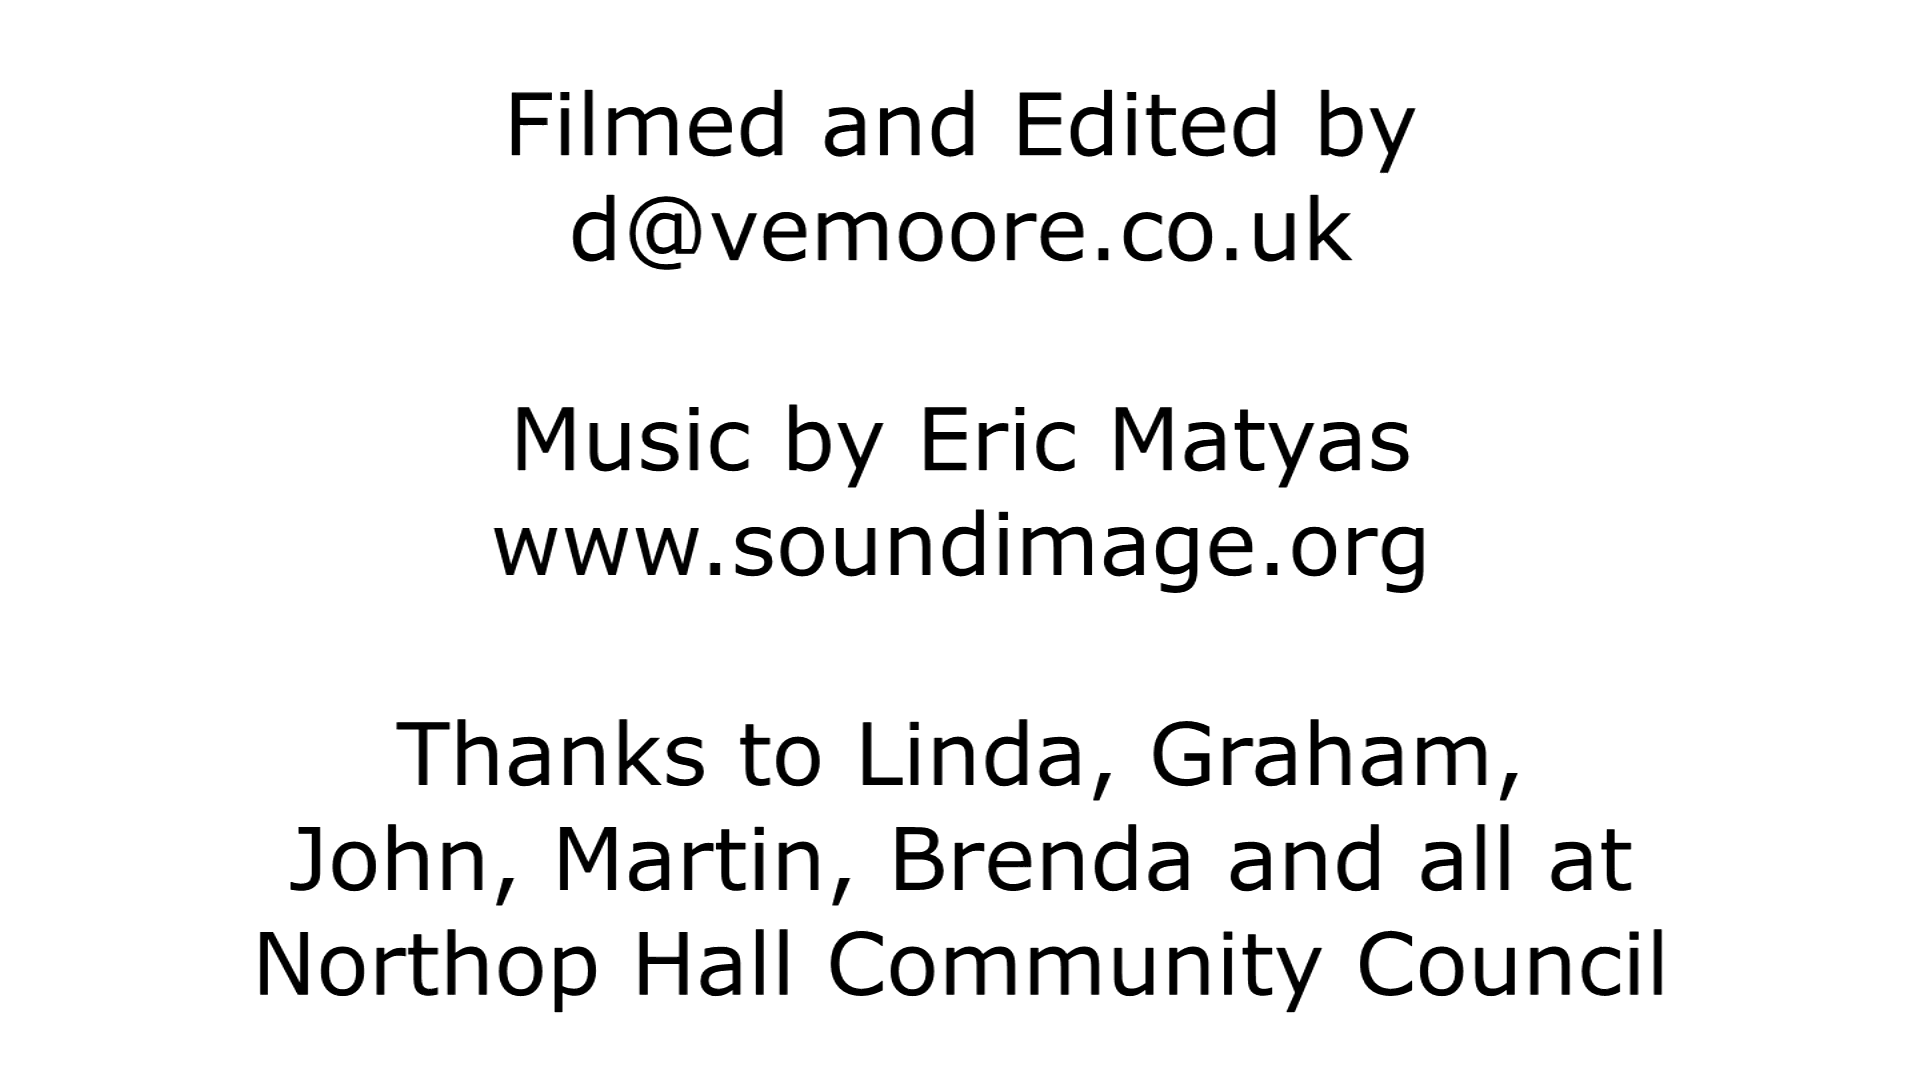 Filmed and Edited by
d@vemoore.co.uk
Music by Eric Matyas
www.soundimage.org
Thanks to Linda, Graham,
John, Martin, Brenda and all at
Northop Hall Community Council